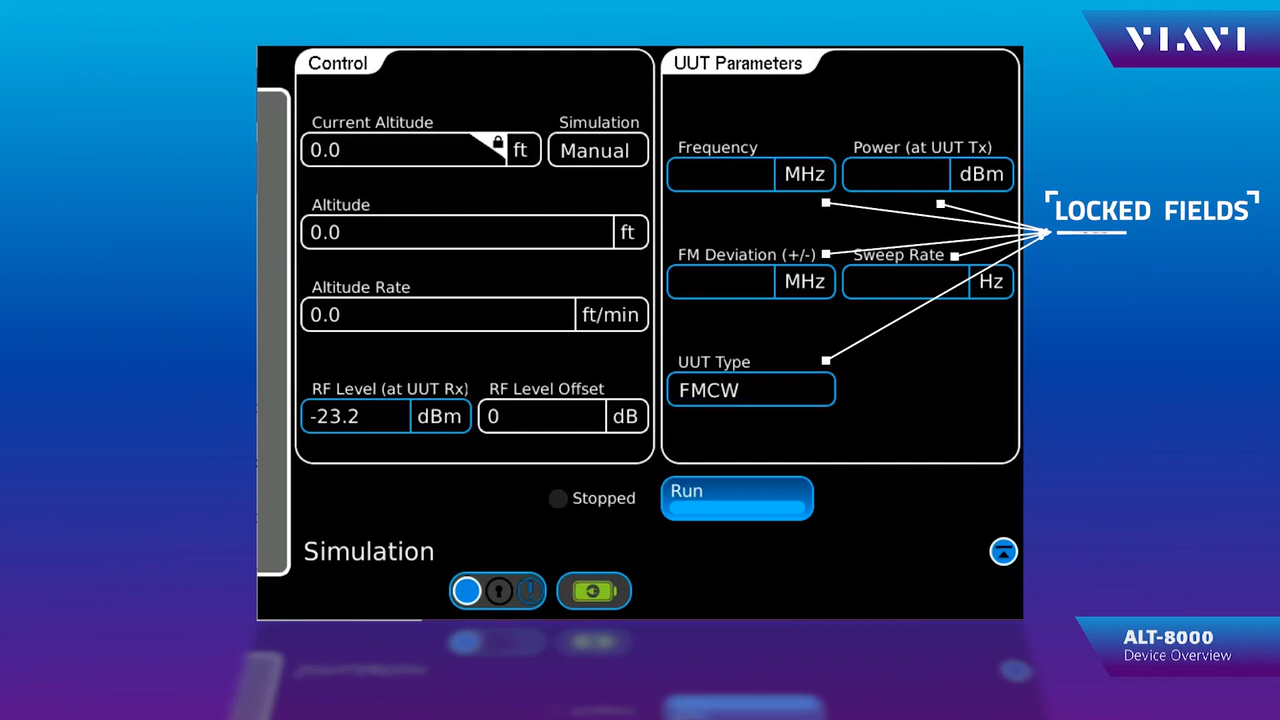 VIAVI
Control
UUT Parameters
Current Altitude
Simulation
0.0
ft
Manual
Frequency
Power (at UUT Tx)
MHz
dBm
LOCKED FIELDS
Altitude
0.0
ft
FM Deviation (+/-)
Sweep Rate
MHz
Hz
Altitude Rate
0.0
ft/min
UUT Type
FMCW
RF Level (at UUT Rx)
RF Level Offset
-23.2
dBm
0
dB
Stopped
Run
Simulation
ALT-8000
Device Overview